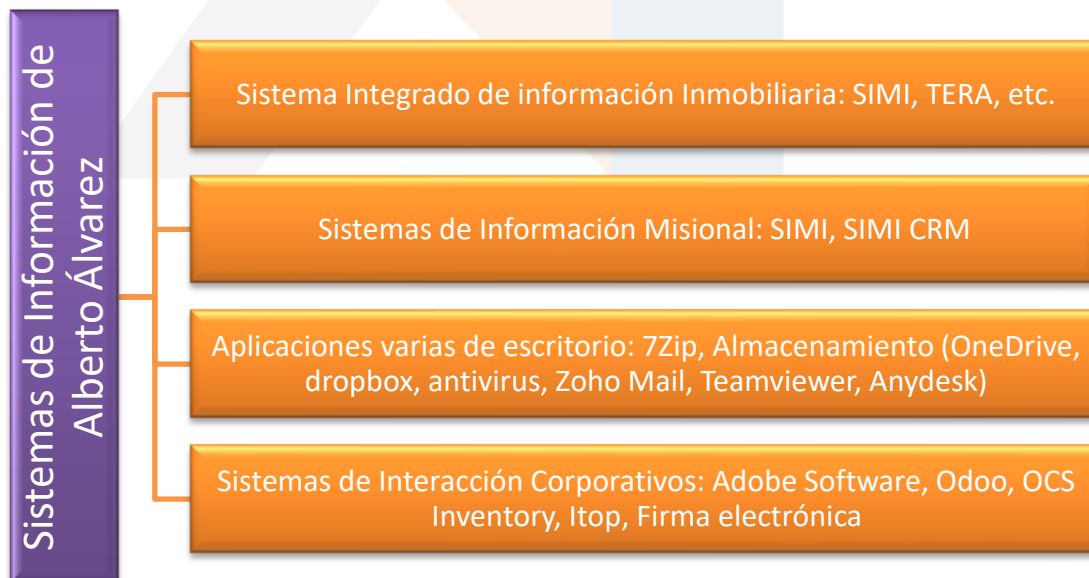 Sistemas de Información de
Alberto Álvarez
Sistema Integrado de información Inmobiliaria: SIMI, TERA, etc.
Sistemas de Información Misional: SIMI, SIMI CRM
Aplicaciones varias de escritorio: 7Zip, Almacenamiento (OneDrive,
dropbox, antivirus, Zoho Mail, Teamviewer, Anydesk)
Sistemas de Interacción Corporativos: Adobe Software, Odoo, OCS
Inventory, Itop, Firma electrónica